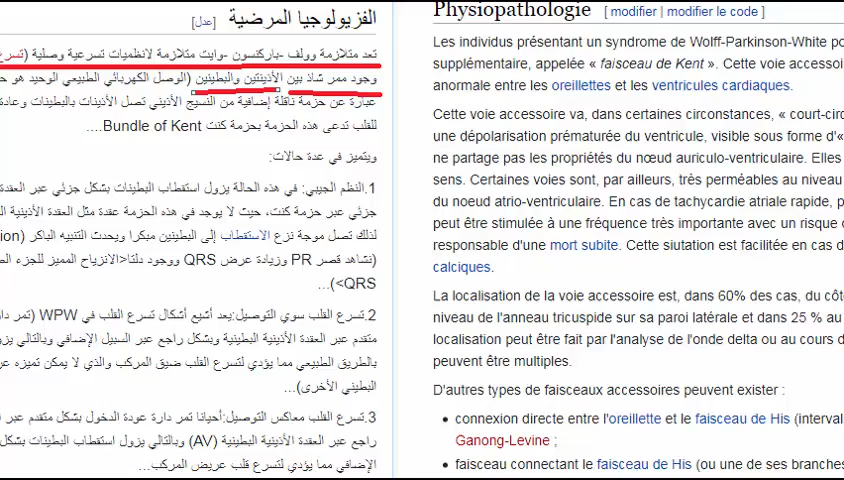 الفزيولوجيا المرضية [عدل]
تعد متلازمة وولف -باركنسون -وايت متلازمة لانظميات تسرعية وصلية (تسرع
وجود ممر شاذ بين الأذينتين والبطينين (الوصل الكهربائي الطبيعي الوحيد هو
عبارة عن حزمة ناقلة إضافية من النسيج الأذيني تصل الأذينات بالبطينات وعادة
للقلب تدعى هذه الحزمة بحزمة كنت Bundle of Kent....
ويتميز في عدة حالات:
1.النظم الجيبي: في هذه الحالة يزول استقطاب البطينات بشكل جزئي عبر العقدة
جزئي عبر حزمة كنت، حيث لا يوجد في هذه الحزمة عقدة مثل العقدة الأذينية
لذلك تصل موجة نزع الاستقطاب إلى البطينين مبكرا ويحدث التنبيه الباكر (ion
(نشاهد قصر PR وزيادة عرض QRS ووجود دلتا<الانزياح المميز للجزء
QRS>)...
2.تسرع القلب سوي التوصيل:يعد أشيع أشكال تسرع القلب في WPW (تمر
متقدم عبر العقدة الأذينية البطينية وبشكل راجع عبر السبيل الإضافي وبالتالي
بالطريق الطبيعي مما يؤدي لتسرع القلب ضيق المركب والذي لا يمكن تميزه
البطيني الأخرى)...
3.تسرع القلب معاكس التوصيل:أحيانا تمر دارة عودة الدخول بشكل متقدم عبر
راجع عبر العقدة الأذينية البطينية (AV) وبالتالي يزول استقطاب البطينات بشكل
الإضافي مما يؤدي لتسرع قلب عريض المركب...
Physiopathologie [ modifier | modifier le code ]
Les individus présentant un syndrome de Wolff-Parkinson-White po
supplémentaire, appelée « faisceau de Kent ». Cette voie accessoi
anormale entre les oreillettes et les ventricules cardiaques.
Cette voie accessoire va, dans certaines circonstances, « court-circ
une dépolarisation prématurée du ventricule, visible sous forme d'«
ne partage pas les propriétés du nœud auriculo-ventriculaire. Elles
sens. Certaines voies sont, par ailleurs, très perméables au niveau
du noeud atrio-ventriculaire. En cas de tachycardie atriale rapide, p
peut être stimulée à une fréquence très importante avec un risque d
responsable d'une mort subite. Cette siutation est facilitée en cas d
calciques.
La localisation de la voie accessoire est, dans 60% des cas, du côt
niveau de l'anneau tricuspide sur sa paroi latérale et dans 25 % au
localisation peut être fait par l'analyse de l'onde delta ou au cours d
peuvent être multiples.
D'autres types de faisceaux accessoires peuvent exister :
• connexion directe entre l'oreillette et le faisceau de His (interval
Ganong-Levine ;
• faisceau connectant le faisceau de His (ou une de ses branches